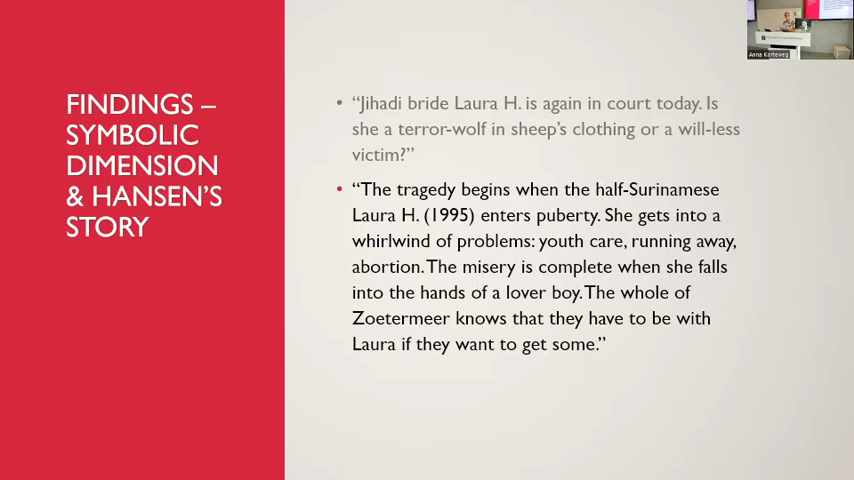 FINDINGS –
SYMBOLIC
DIMENSION
& HANSEN'S
STORY
• "Jihadi bride Laura H. is again in court today. Is
she a terror-wolf in sheep's clothing or a will-less
victim?"
• "The tragedy begins when the half-Surinamese
Laura H. (1995) enters puberty. She gets into a
whirlwind of problems: youth care, running away,
abortion. The misery is complete when she falls
into the hands of a lover boy. The whole of
Zoetermeer knows that they have to be with
Laura if they want to get some."
Anna Korteweg